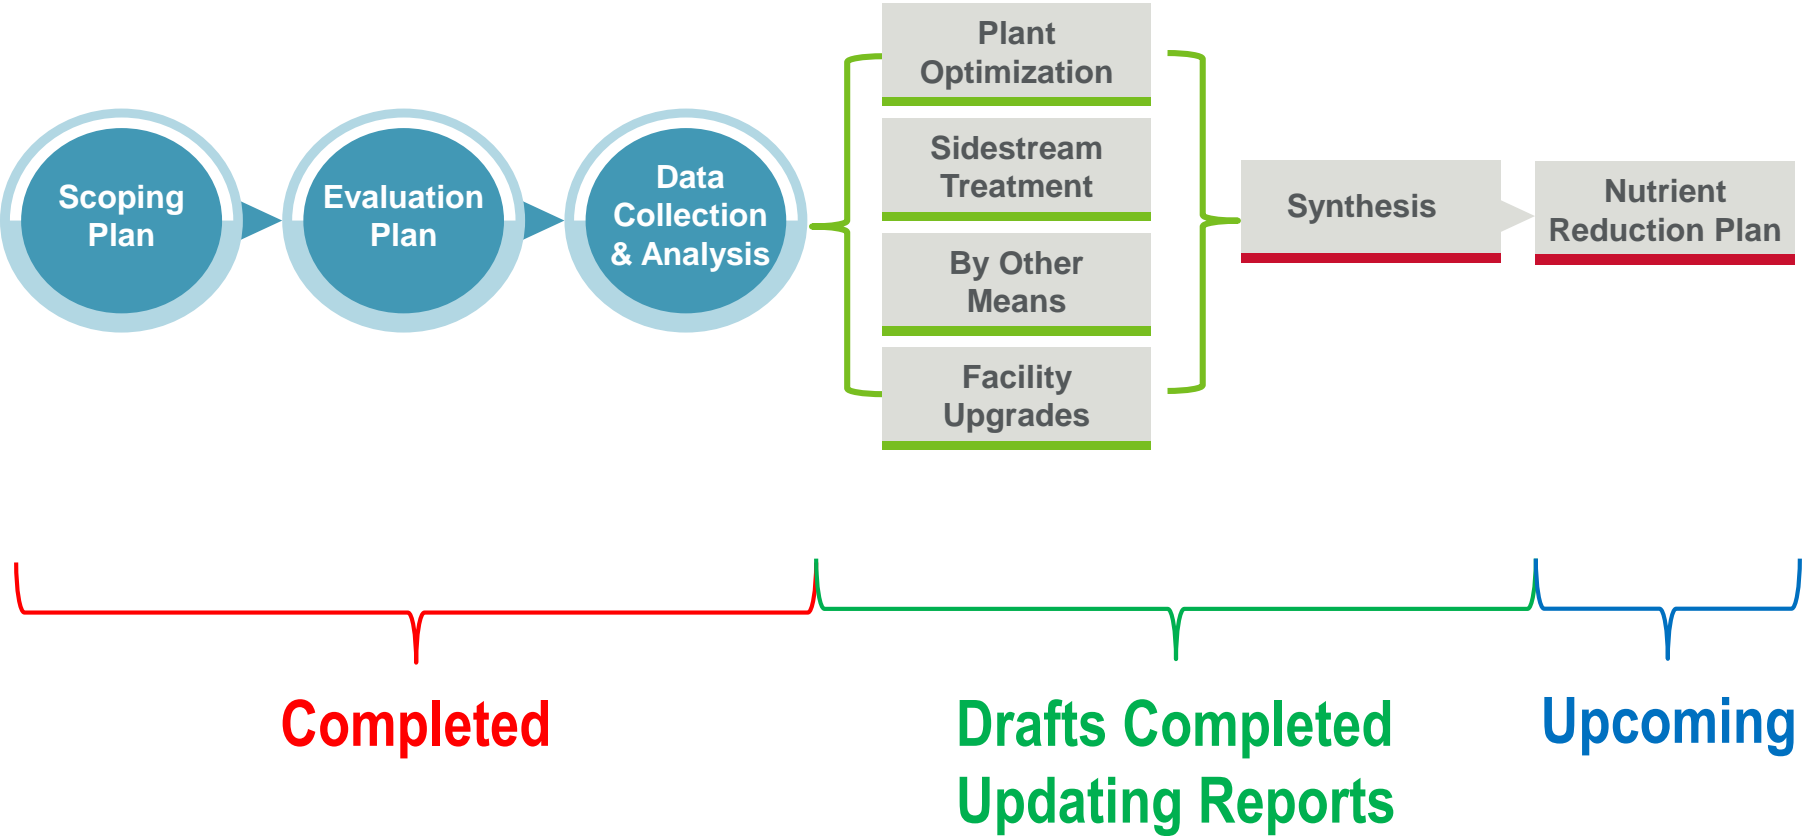 Scoping
Plan
Evaluation
Plan
Data
Collection
& Analysis
Plant
Optimization
Sidestream
Treatment
By Other
Means
Facility
Upgrades
Synthesis
Nutrient
Reduction Plan
Completed
Drafts Completed
Updating Reports
Upcoming